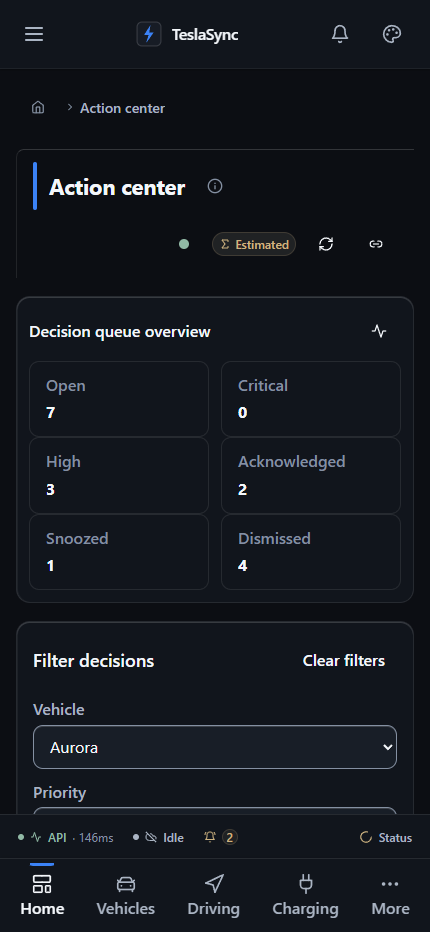 TeslaSync
Action center
Action center
Σ Estimated
Decision queue overview
Open
7
Critical
0
High
3
Acknowledged
2
Snoozed
1
Dismissed
4
Filter decisions
Clear filters
Vehicle
Aurora
Priority
API · 146ms
Idle
2
Status
Home
Vehicles
Driving
Charging
More